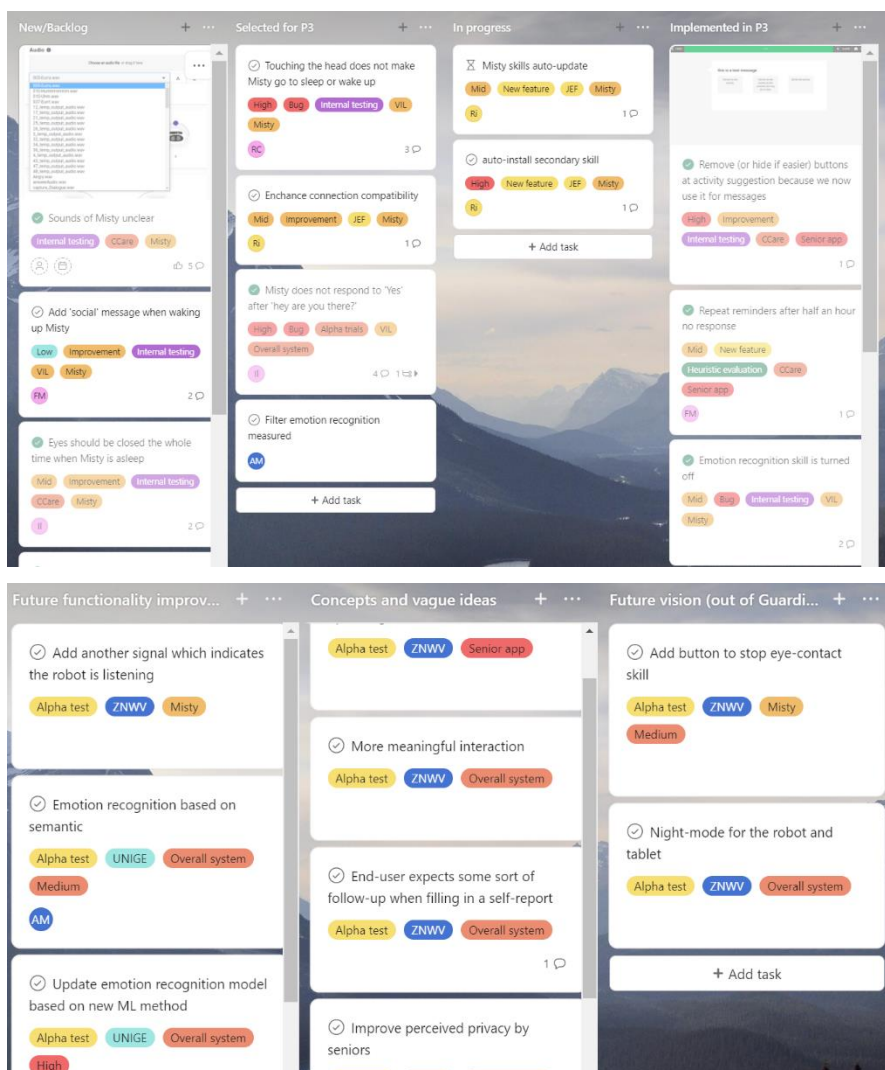 New/Backlog + ...
Audio
Sounds of Misty unclear
Internal testing CCare Misty
5
Add 'social' message when waking
up Misty
Low Improvement Internal testing
VIL Misty
FM 2
Eyes should be closed the whole
time when Misty is asleep
Mid Improvement Internal testing
CCare Misty
II 2
Selected for P3 + ...
Touching the head does not make
Misty go to sleep or wake up
High Bug Internal testing VIL
Misty
RC 3
Enchance connection compatibility
Mid Improvement JEF Misty
Ri 1
Misty does not respond to 'Yes'
after 'hey are you there?'
High Bug Alpha trials VIL
Overall system
II 4 1
Filter emotion recognition
measured
AM
+ Add task
In progress + ...
Misty skills auto-update
Mid New feature JEF Misty
Ri 1
auto-install secondary skill
High New feature JEF Misty
Ri 1
+ Add task
Implemented in P3 + ...
Remove (or hide if easier) buttons
at activity suggestion because we now
use it for messages
High Improvement
Internal testing CCare Senior app
1
Repeat reminders after half an hour
no response
Mid New feature
Heuristic evaluation CCare
Senior app
FM 1
Emotion recognition skill is turned
off
Mid Bug Internal testing VIL
Misty
2
Future functionality improv... + ...
Add another signal which indicates
the robot is listening
Alpha test ZNWV Misty
Emotion recognition based on
semantic
Alpha test UNIGE Overall system
Medium
AM
Update emotion recognition model
based on new ML method
Alpha test UNIGE Overall system
High
Concepts and vague ideas + ...
Alpha test ZNWV Senior app
More meaningful interaction
Alpha test ZNWV Overall system
End-user expects some sort of
follow-up when filling in a self-report
Alpha test ZNWV Overall system
1
Improve perceived privacy by
seniors
Future vision (out of Guardi... + ...
Add button to stop eye-contact
skill
Alpha test ZNWV Misty
Medium
Night-mode for the robot and
tablet
Alpha test ZNWV Overall system
+ Add task